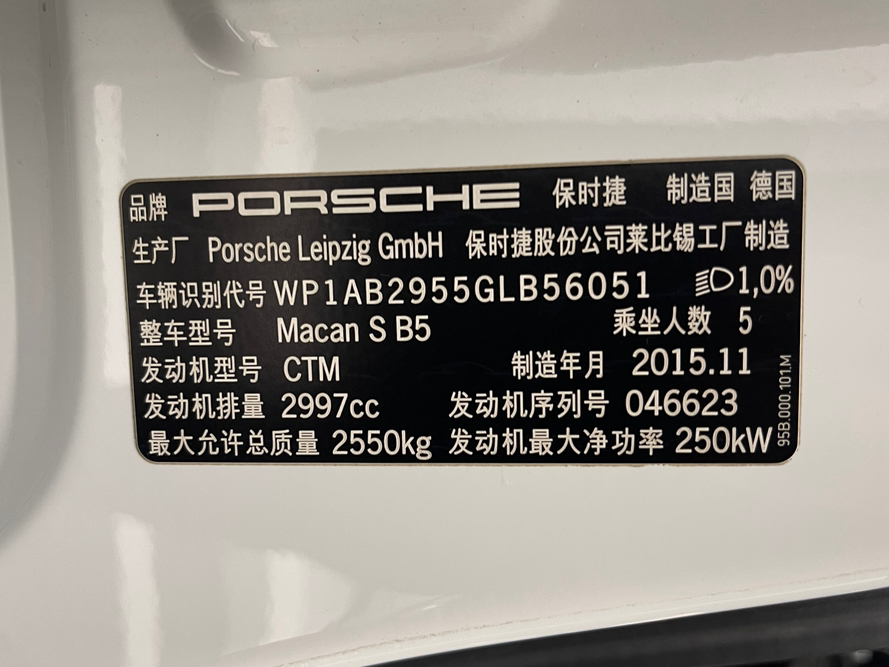 品牌 PORSCHE 保时捷 制造国 德国
生产厂 Porsche Leipzig GmbH 保时捷股份公司莱比锡工厂制造
车辆识别代号 WP1AB2955GLB56051 1,0%
整车型号 Macan S B5 乘坐人数 5
发动机型号 CTM 制造年月 2015.11
发动机排量 2997cc 发动机序列号 046623
最大允许总质量 2550kg 发动机最大净功率 250kW
95B.000.101.M